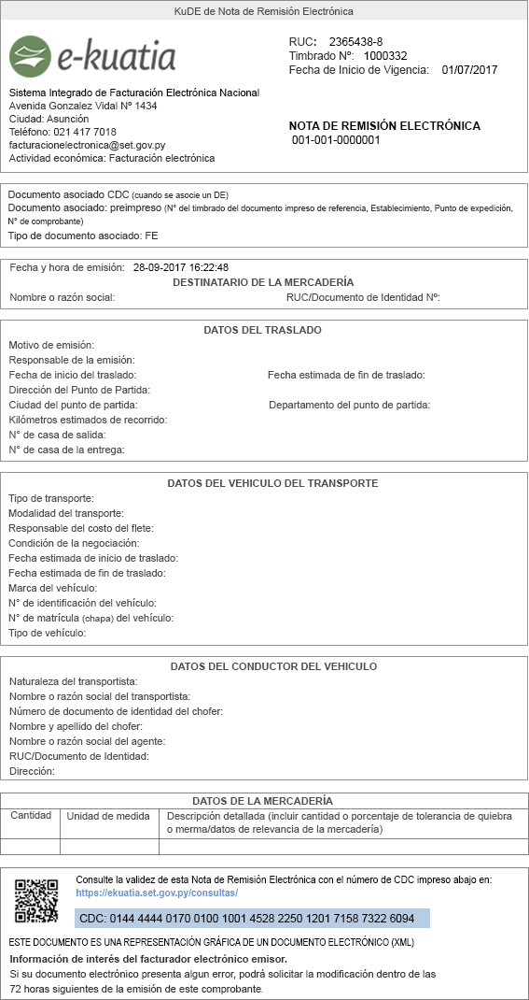 KuDE de Nota de Remisión Electrónica
e-kuatia
RUC: 2365438-8
Timbrado Nº: 1000332
Fecha de Inicio de Vigencia: 01/07/2017
Sistema Integrado de Facturación Electrónica Nacional
Avenida Gonzalez Vidal Nº 1434
Ciudad: Asunción
Teléfono: 021 417 7018
facturacionelectronica@set.gov.py
Actividad económica: Facturación electrónica
NOTA DE REMISIÓN ELECTRÓNICA
001-001-0000001
Documento asociado CDC (cuando se asocie un DE)
Documento asociado: preimpreso (N° del timbrado del documento impreso de referencia, Establecimiento, Punto de expedición,
N° de comprobante)
Tipo de documento asociado: FE
Fecha y hora de emisión: 28-09-2017 16:22:48
DESTINATARIO DE LA MERCADERÍA
Nombre o razón social: RUC/Documento de Identidad Nº:
DATOS DEL TRASLADO
Motivo de emisión:
Responsable de la emisión:
Fecha de inicio del traslado: Fecha estimada de fin de traslado:
Dirección del Punto de Partida:
Ciudad del punto de partida: Departamento del punto de partida:
Kilómetros estimados de recorrido:
N° de casa de salida:
N° de casa de la entrega:
DATOS DEL VEHICULO DEL TRANSPORTE
Tipo de transporte:
Modalidad del transporte:
Responsable del costo del flete:
Condición de la negociación:
Fecha estimada de inicio de traslado:
Fecha estimada de fin de traslado:
Marca del vehículo:
N° de identificación del vehículo:
N° de matrícula (chapa) del vehículo:
Tipo de vehículo:
DATOS DEL CONDUCTOR DEL VEHICULO
Naturaleza del transportista:
Nombre o razón social del transportista:
Número de documento de identidad del chofer:
Nombre y apellido del chofer:
Nombre o razón social del agente:
RUC/Documento de Identidad:
Dirección:
DATOS DE LA MERCADERÍA
Cantidad Unidad de medida Descripción detallada (incluir cantidad o porcentaje de tolerancia de quiebra
o merma/datos de relevancia de la mercadería)
Consulte la validez de esta Nota de Remisión Electrónica con el número de CDC impreso abajo en:
https://ekuatia.set.gov.py/consultas/
CDC: 0144 4444 0170 0100 1001 4528 2250 1201 7158 7322 6094
ESTE DOCUMENTO ES UNA REPRESENTACIÓN GRÁFICA DE UN DOCUMENTO ELECTRÓNICO (XML)
Información de interés del facturador electrónico emisor.
Si su documento electrónico presenta algun error, podrá solicitar la modificación dentro de las
72 horas siguientes de la emisión de este comprobante.